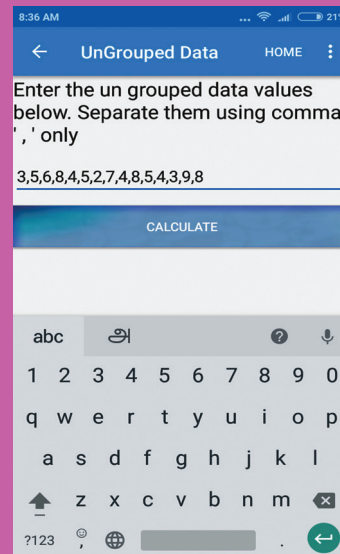 8:36 AM ... 21%
UnGrouped Data HOME
Enter the un grouped data values
below. Separate them using comma
' , ' only
3,5,6,8,4,5,2,7,4,8,5,4,3,9,8
CALCULATE
abc அ
1 2 3 4 5 6 7 8 9 0
q w e r t y u i o p
a s d f g h j k l
z x c v b n m
?123 , .